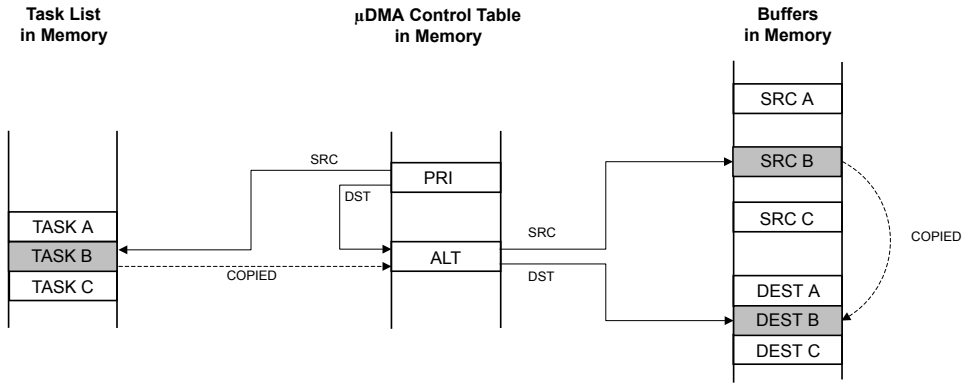 Task List
in Memory
µDMA Control Table
in Memory
Buffers
in Memory
SRC A
SRC
SRC B
PRI
DST
TASK A
SRC C
SRC
COPIED
TASK B
ALT
COPIED
DST
TASK C
DEST A
DEST B
DEST C